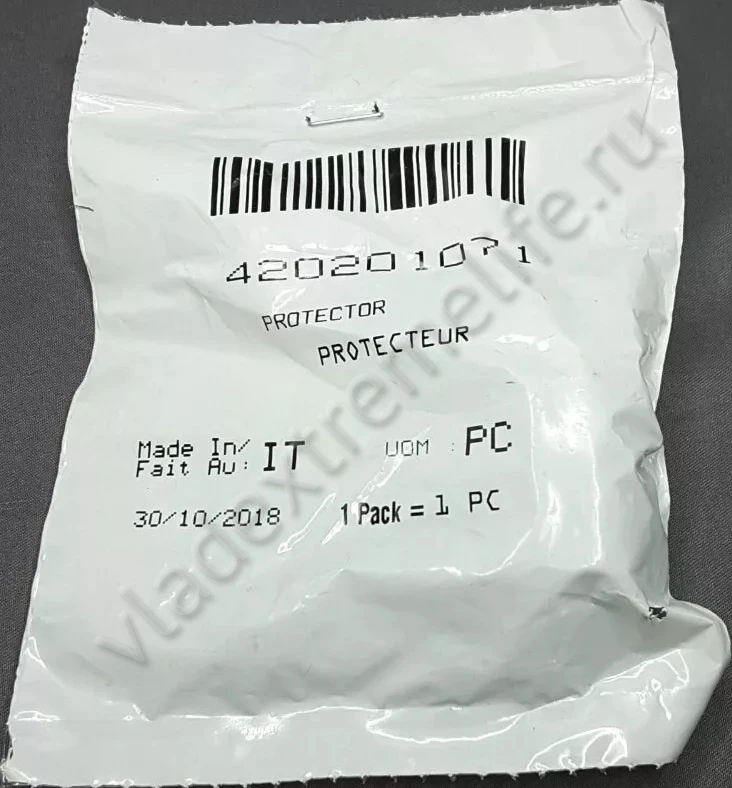 420201071
PROTECTOR
PROTECTEUR
Made In/
Fait Au: IT
UOM : PC
30/10/2018
1 Pack = 1 PC
vladextremelife.ru